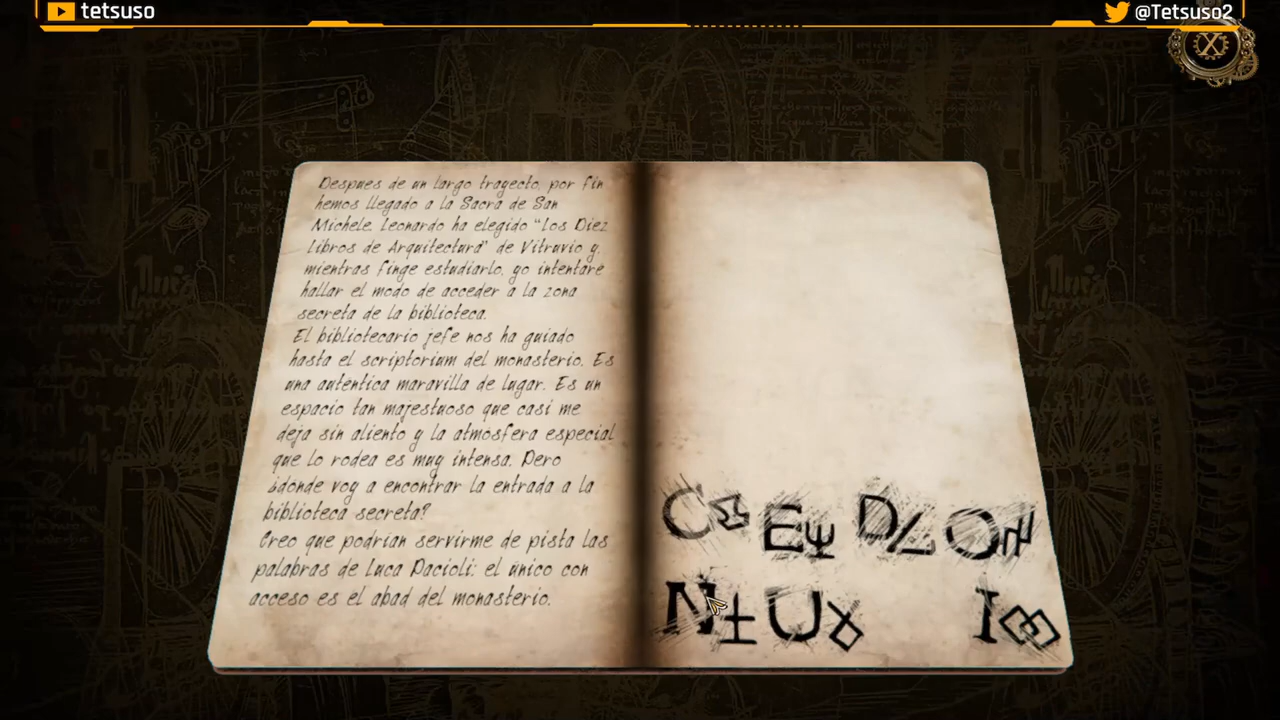 tetsuso
@Tetsuso2
Despues de un largo trayecto, por fin
hemos llegado a la Sacra de San
Michele. Leonardo ha elegido "Los Diez
Libros de Arquitectura" de Vitruvio y,
mientras finge estudiarlo, yo intentaré
hallar el modo de acceder a la zona
secreta de la biblioteca.
El bibliotecario jefe nos ha guiado
hasta el scriptorium del monasterio. Es
una auténtica maravilla de lugar. Es un
espacio tan majestuoso que casi me
deja sin aliento y la atmósfera especial
que lo rodea es muy intensa. Pero
¿donde voy a encontrar la entrada a la
biblioteca secreta?
Creo que podrían servirme de pista las
palabras de Luca Pacioli: el único con
acceso es el abad del monasterio.
C E D O
N U I